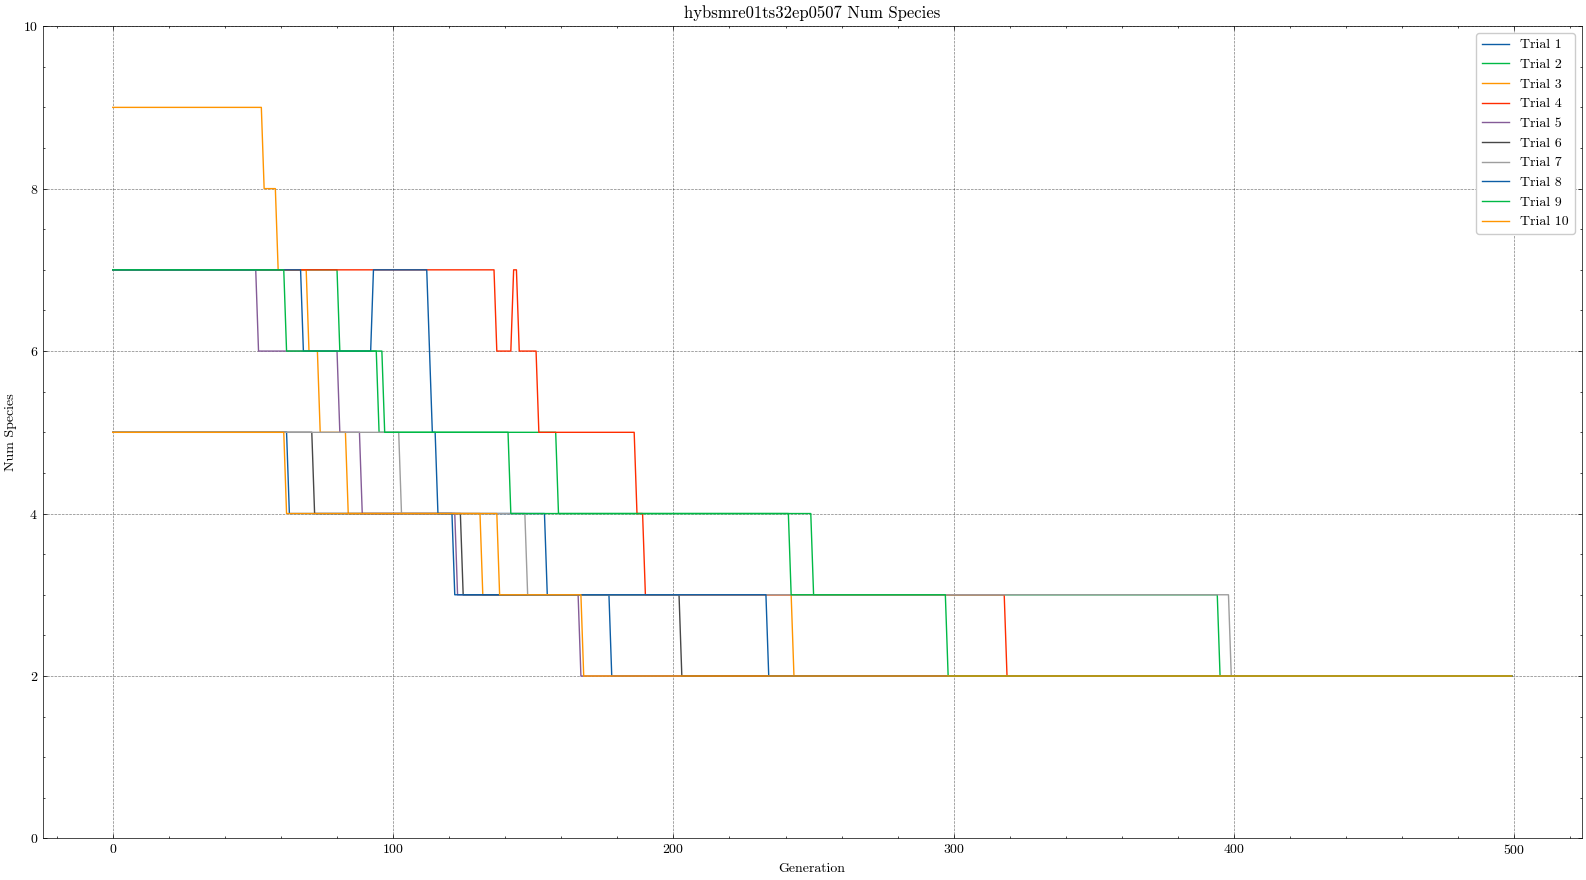 hybsmre01ts32ep0507 Num Species
10
8
6
4
2
0
Num Species
0 100 200 300 400 500
Generation
Trial 1
Trial 2
Trial 3
Trial 4
Trial 5
Trial 6
Trial 7
Trial 8
Trial 9
Trial 10